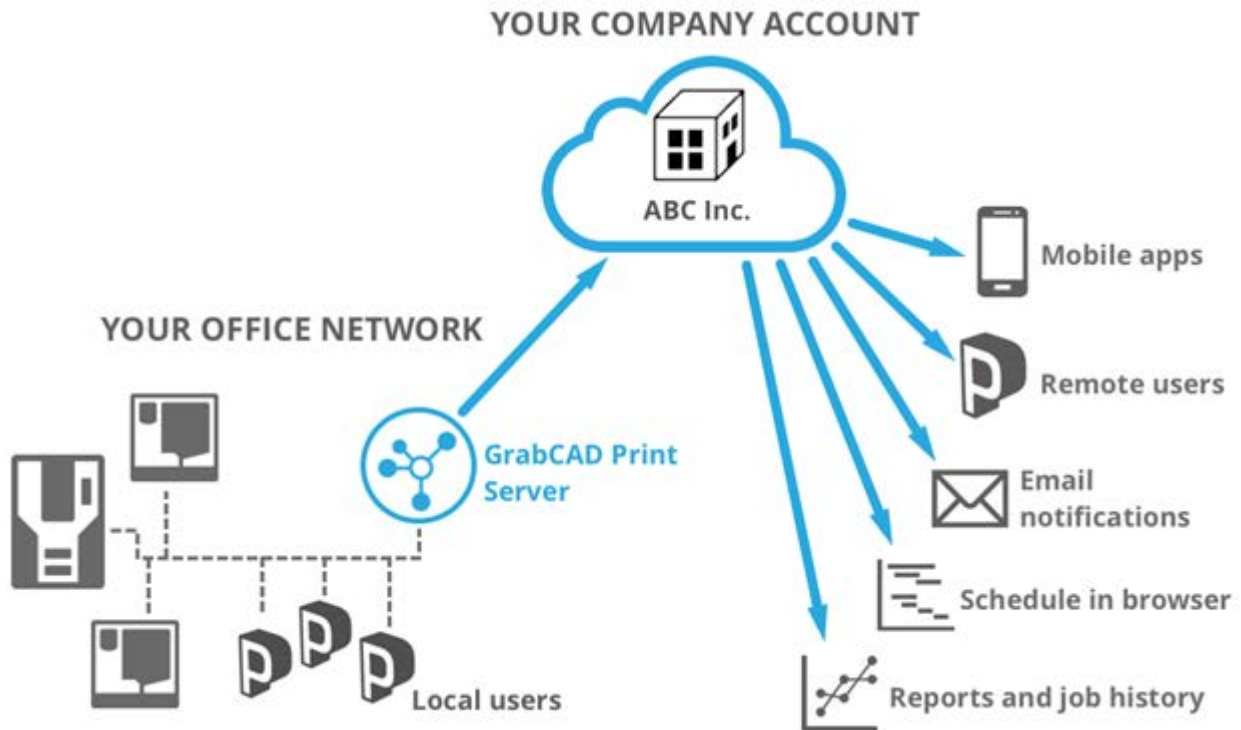 YOUR COMPANY ACCOUNT
ABC Inc.
Mobile apps
YOUR OFFICE NETWORK
Remote users
GrabCAD Print
Server
Email
notifications
Schedule in browser
Local users
Reports and job history